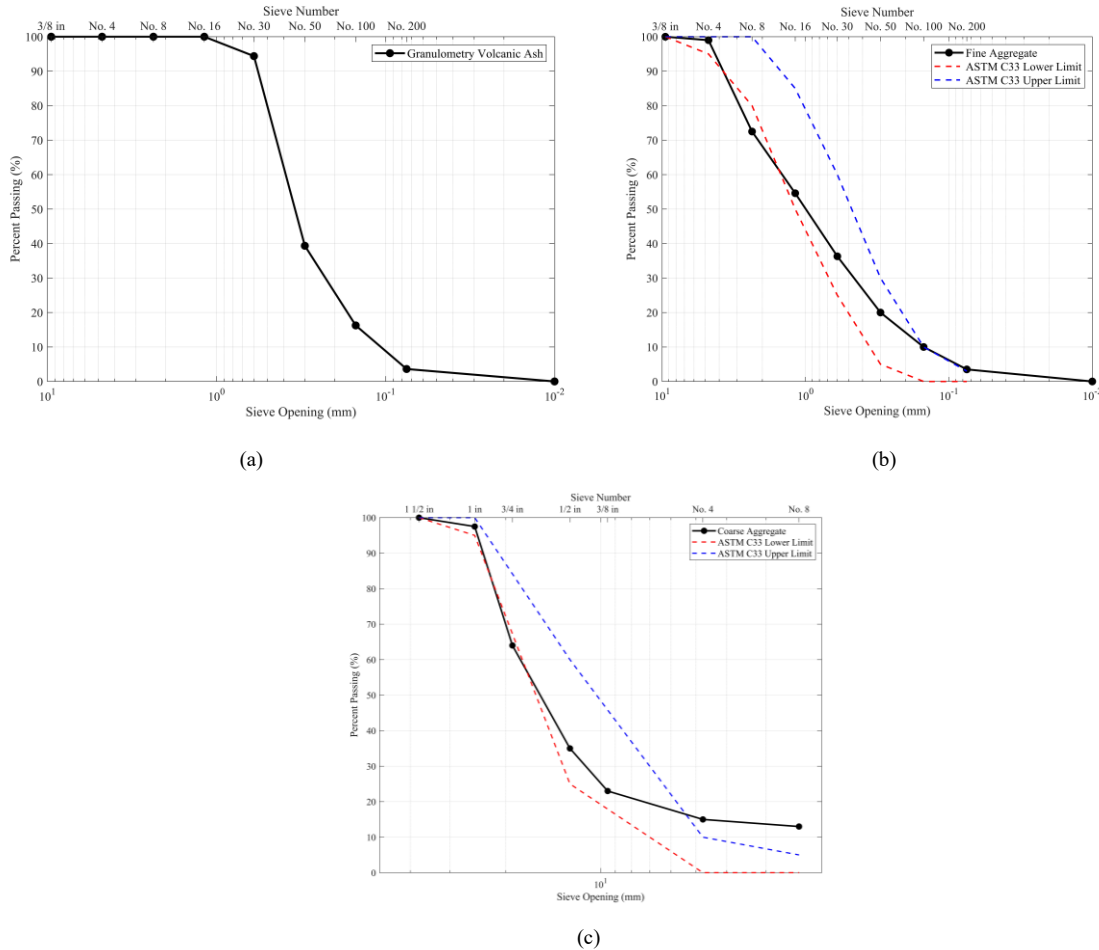 Sieve Number
3/8 in No. 4 No. 8 No. 16 No. 30 No. 50 No. 100 No. 200
100
90
80
70
60
50
40
30
20
10
0
Percent Passing (%)
Granulometry Volcanic Ash
10¹ 10⁰ 10⁻¹ 10⁻²
Sieve Opening (mm)
(a)
Sieve Number
3/8 in No. 4 No. 8 No. 16 No. 30 No. 50 No. 100 No. 200
100
90
80
70
60
50
40
30
20
10
0
Percent Passing (%)
Fine Aggregate
ASTM C33 Lower Limit
ASTM C33 Upper Limit
10¹ 10⁰ 10⁻¹ 10⁻
Sieve Opening (mm)
(b)
Sieve Number
1 1/2 in 1 in 3/4 in 1/2 in 3/8 in No. 4 No. 8
100
90
80
70
60
50
40
30
20
10
0
Percent Passing (%)
Coarse Aggregate
ASTM C33 Lower Limit
ASTM C33 Upper Limit
10¹
Sieve Opening (mm)
(c)